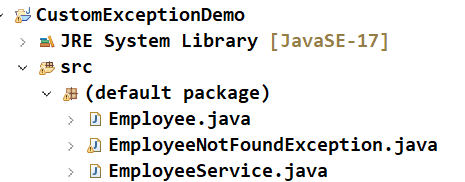 CustomExceptionDemo
JRE System Library [JavaSE-17]
src
(default package)
Employee.java
EmployeeNotFoundException.java
EmployeeService.java